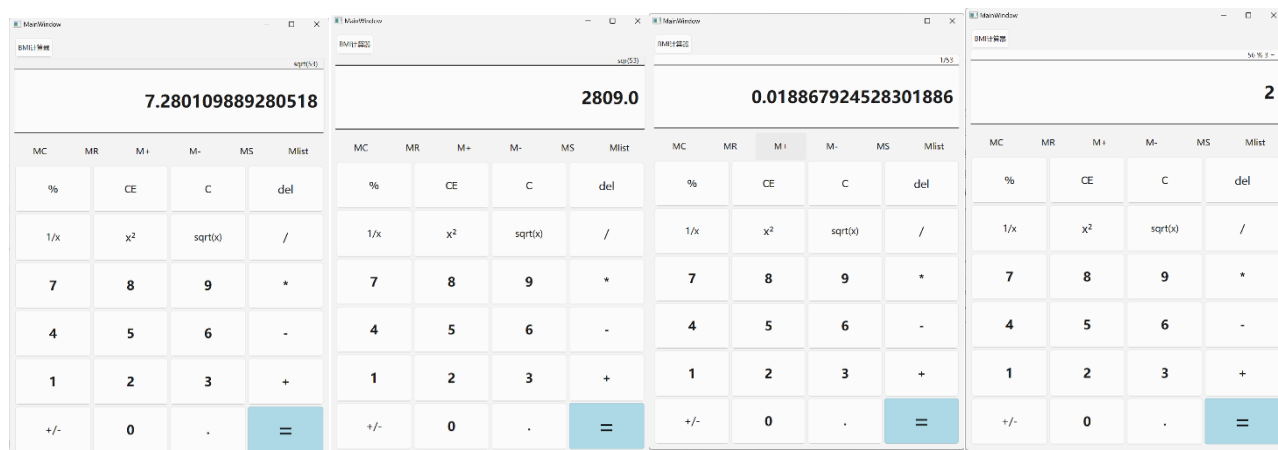 MainWindow
BMI计算器
sqrt(53)
7.280109889280518
MC MR M+ M- MS Mlist
% CE C del
1/x x² sqrt(x) /
7 8 9 *
4 5 6 -
1 2 3 +
+/- 0 . =
MainWindow
BMI计算器
sqr(53)
2809.0
MC MR M+ M- MS Mlist
% CE C del
1/x x² sqrt(x) /
7 8 9 *
4 5 6 -
1 2 3 +
+/- 0 . =
MainWindow
BMI计算器
1/53
0.018867924528301886
MC MR M+ M- MS Mlist
% CE C del
1/x x² sqrt(x) /
7 8 9 *
4 5 6 -
1 2 3 +
+/- 0 . =
MainWindow
BMI计算器
56 % 3 =
2
MC MR M+ M- MS Mlist
% CE C del
1/x x² sqrt(x) /
7 8 9 *
4 5 6 -
1 2 3 +
+/- 0 . =